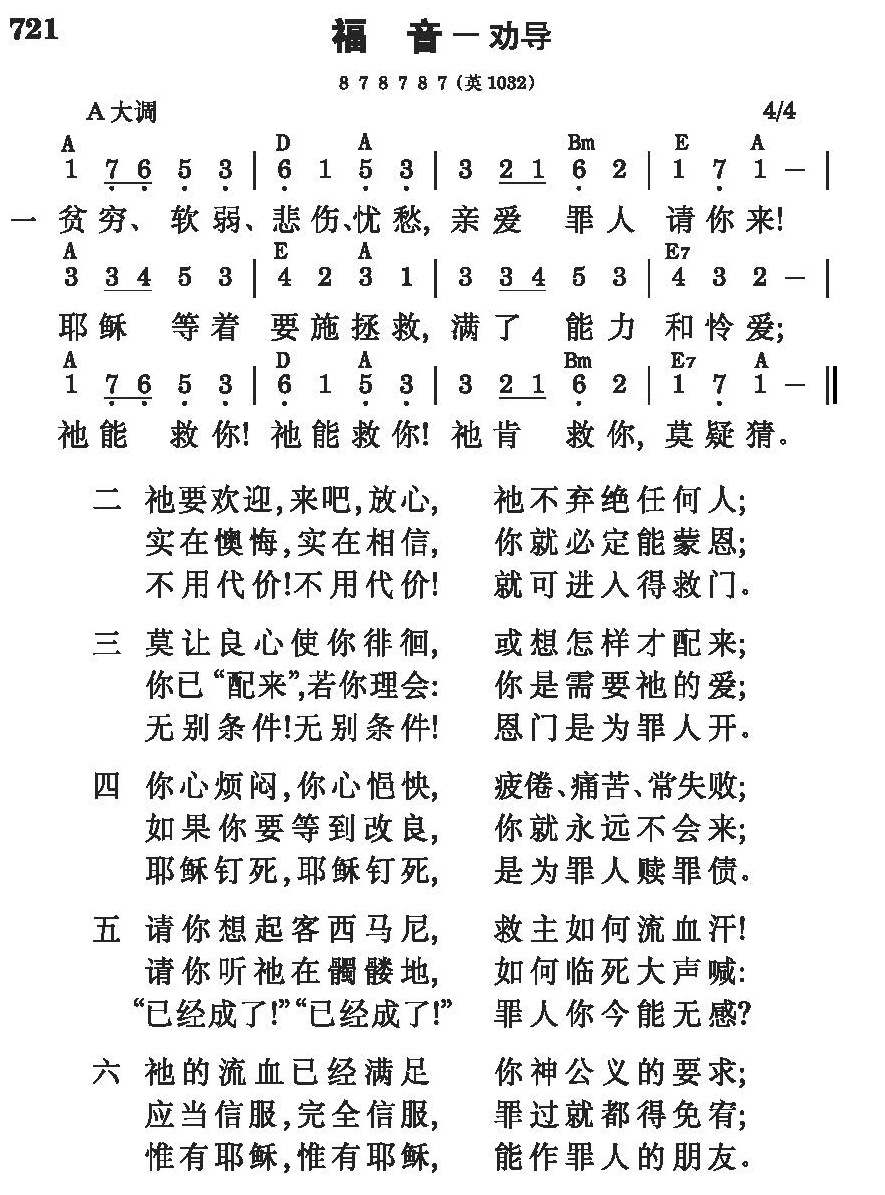 721
福 音 — 劝导
8 7 8 7 8 7 (英 1032)
A 大调 4/4
A D A Bm E A
1 7 6 5 3 | 6 1 5 3 | 3 2 1 6 2 | 1 7 1 — |
一 贫穷、软弱、悲伤、忧愁, 亲爱 罪人 请你来!
A E A E7
3 3 4 5 3 | 4 2 3 1 | 3 3 4 5 3 | 4 3 2 — |
耶稣 等着 要施拯救, 满了 能力 和怜爱;
A D A Bm E7 A
1 7 6 5 3 | 6 1 5 3 | 3 2 1 6 2 | 1 7 1 — ‖
祂能 救你! 祂能救你! 祂肯 救你, 莫疑猜。
二 祂要欢迎,来吧,放心, 祂不弃绝任何人;
实在懊悔,实在相信, 你就必定能蒙恩;
不用代价!不用代价! 就可进入得救门。
三 莫让良心使你徘徊, 或想怎样才配来;
你已“配来”,若你理会: 你是需要祂的爱;
无别条件!无别条件! 恩门是为罪人开。
四 你心烦闷,你心悒怏, 疲倦、痛苦、常失败;
如果你要等到改良, 你就永远不会来;
耶稣钉死,耶稣钉死, 是为罪人赎罪债。
五 请你想起客西马尼, 救主如何流血汗!
请你听祂在髑髅地, 如何临死大声喊:
“已经成了!”“已经成了!” 罪人你今能无感?
六 祂的流血已经满足 你神公义的要求;
应当信服,完全信服, 罪过就都得免宥;
惟有耶稣,惟有耶稣, 能作罪人的朋友。